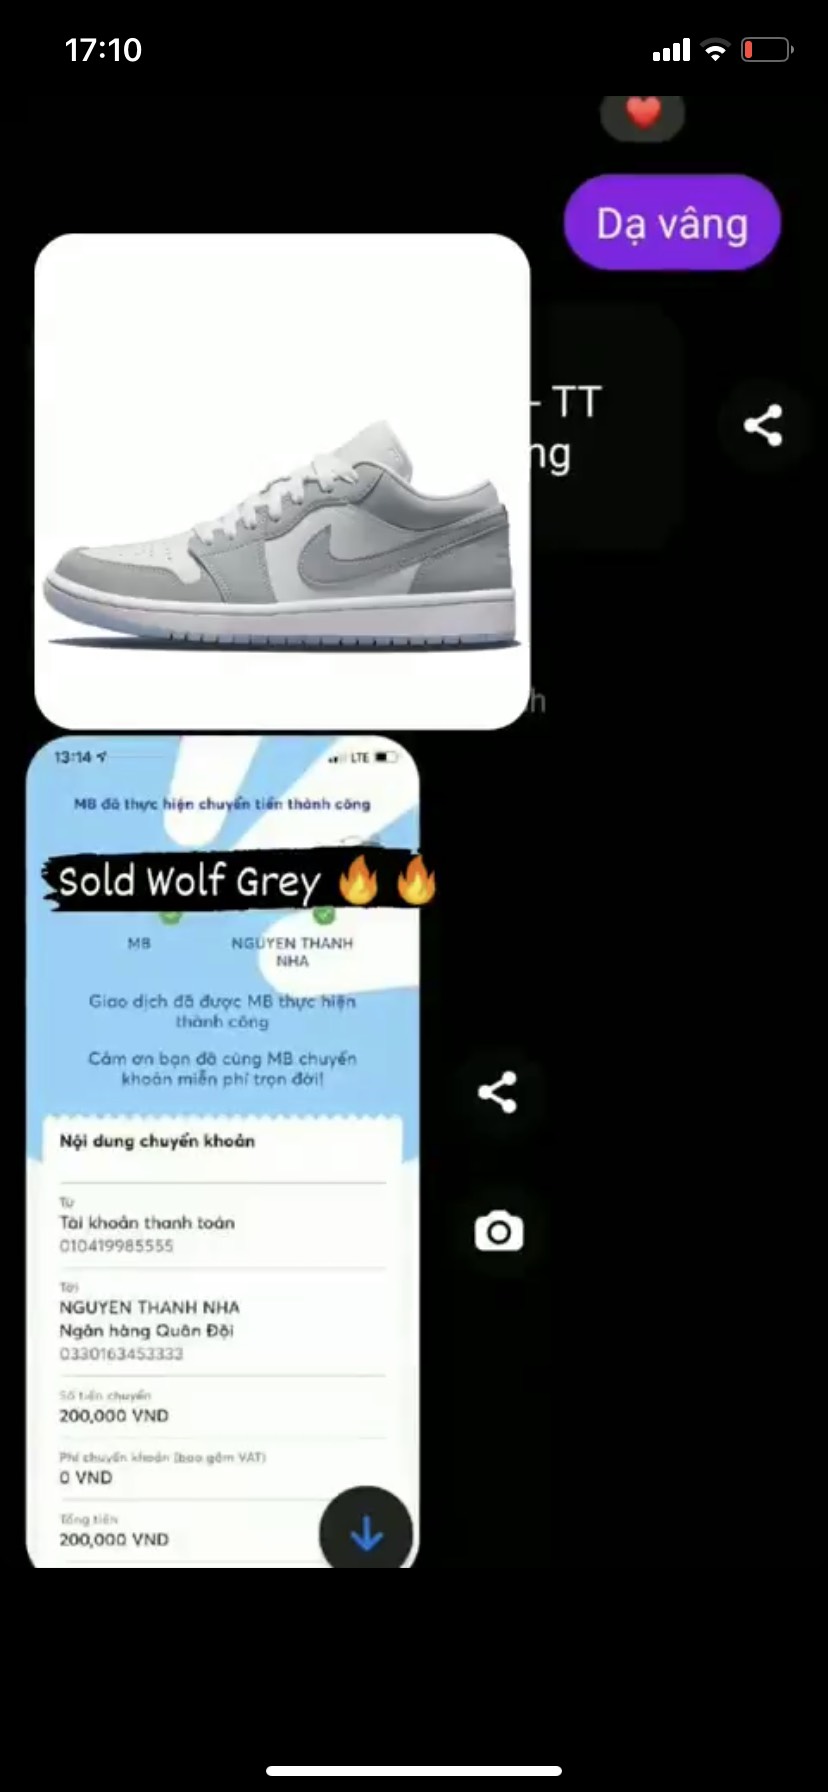 17:10
Dạ vâng
- TT
ng
h
13:14
LTE
MB đã thực hiện chuyển tiền thành công
Sold Wolf Grey 🔥 🔥
MB
NGUYEN THANH
NHA
Giao dịch đã được MB thực hiện
thành công
Cảm ơn bạn đã cùng MB chuyển
khoản miễn phí trọn đời!
Nội dung chuyển khoản
Từ
Tài khoản thanh toán
010419985555
Tới
NGUYEN THANH NHA
Ngân hàng Quân Đội
0330163453333
Số tiền chuyển
200,000 VND
Phí chuyển khoản (bao gồm VAT)
0 VND
Tổng tiền
200,000 VND